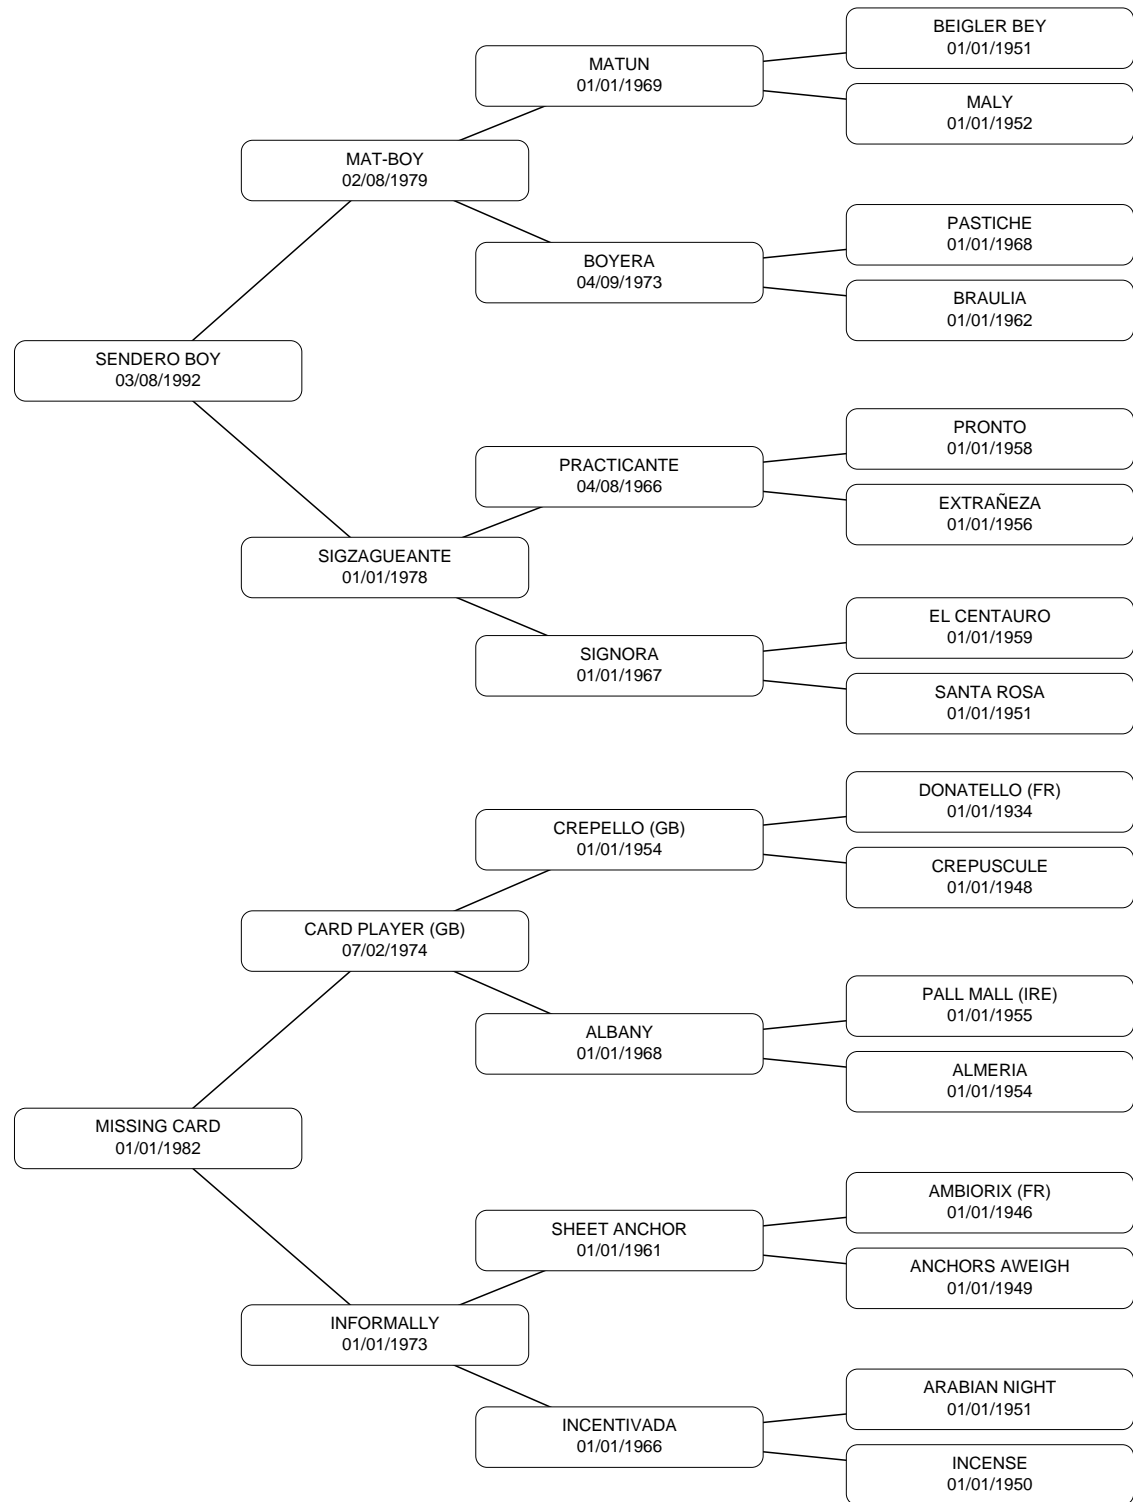 BEIGLER BEY
01/01/1951
MATUN
01/01/1969
MALY
01/01/1952
MAT-BOY
02/08/1979
PASTICHE
01/01/1968
BOYERA
04/09/1973
BRAULIA
01/01/1962
SENDERO BOY
03/08/1992
PRONTO
01/01/1958
PRACTICANTE
04/08/1966
EXTRAÑEZA
01/01/1956
SIGZAGUEANTE
01/01/1978
EL CENTAURO
01/01/1959
SIGNORA
01/01/1967
SANTA ROSA
01/01/1951
DONATELLO (FR)
01/01/1934
CREPELLO (GB)
01/01/1954
CREPUSCULE
01/01/1948
CARD PLAYER (GB)
07/02/1974
PALL MALL (IRE)
01/01/1955
ALBANY
01/01/1968
ALMERIA
01/01/1954
MISSING CARD
01/01/1982
AMBIORIX (FR)
01/01/1946
SHEET ANCHOR
01/01/1961
ANCHORS AWEIGH
01/01/1949
INFORMALLY
01/01/1973
ARABIAN NIGHT
01/01/1951
INCENTIVADA
01/01/1966
INCENSE
01/01/1950